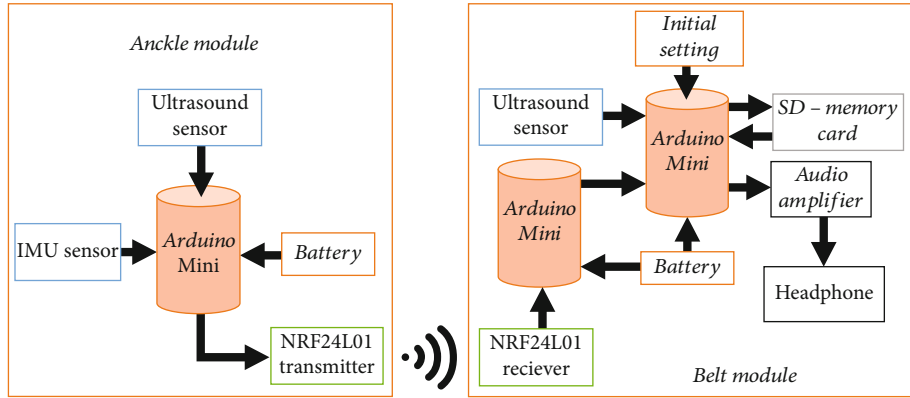 Anckle module
Ultrasound
sensor
IMU sensor
Arduino
Mini
Battery
NRF24L01
transmitter
Initial
setting
Ultrasound
sensor
Arduino
Mini
SD – memory
card
Arduino
Mini
Audio
amplifier
Battery
Headphone
NRF24L01
reciever
Belt module